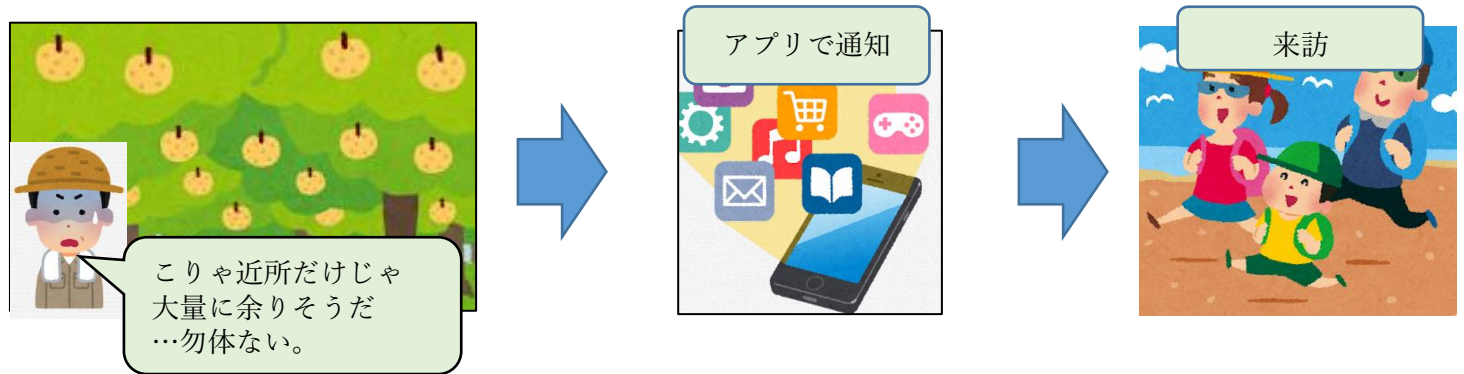 こりゃ近所だけじゃ
大量に余りそうだ
…勿体ない。
アプリで通知
来訪